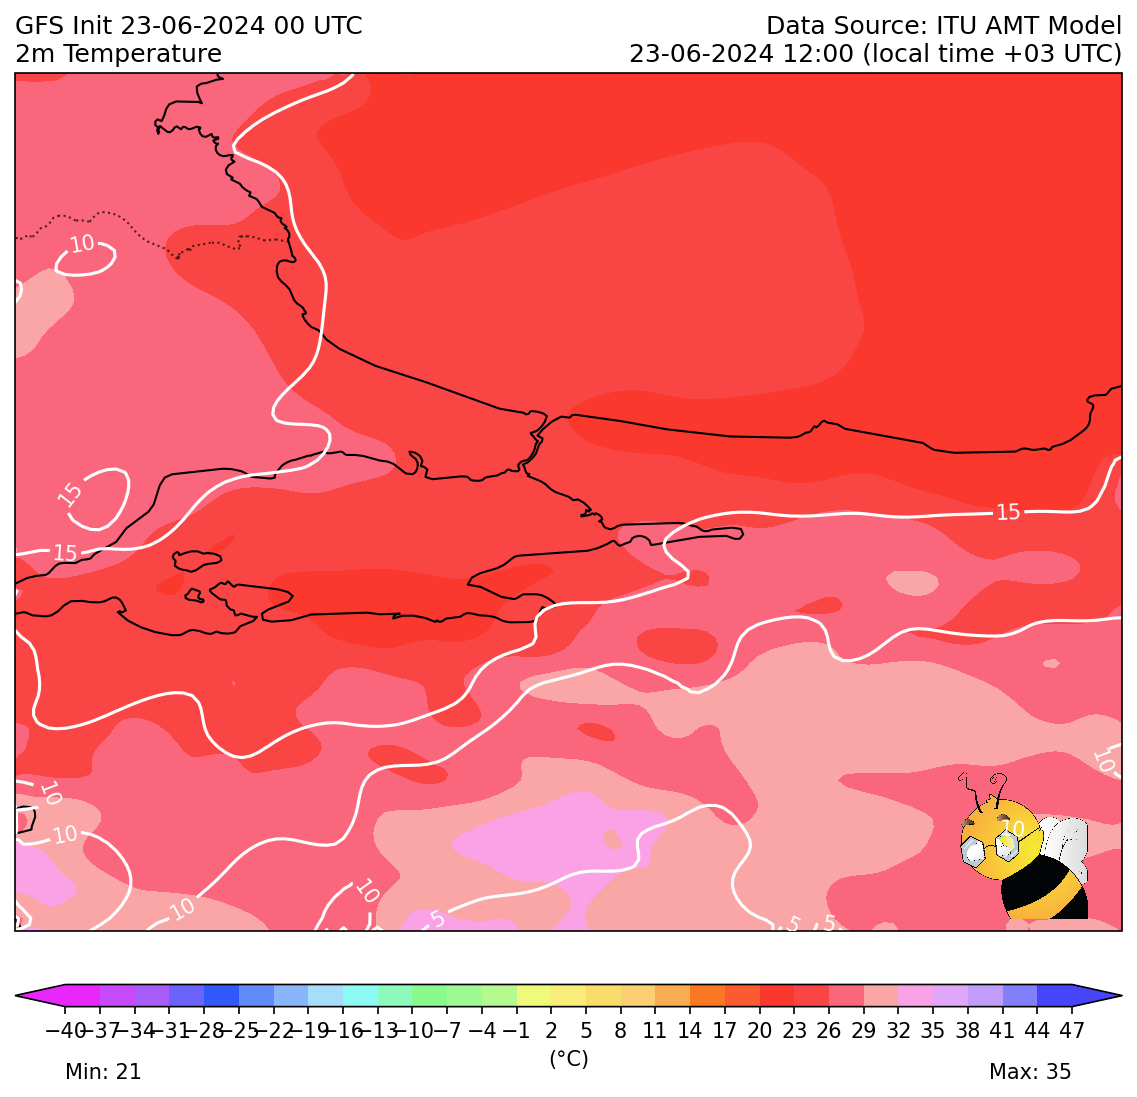 GFS Init 23-06-2024 00 UTC
2m Temperature
Data Source: ITU AMT Model
23-06-2024 12:00 (local time +03 UTC)
10
15
15
15
10
10
10
10
10
10
5
5
5
−40 −37 −34 −31 −28 −25 −22 −19 −16 −13 −10 −7 −4 −1 2 5 8 11 14 17 20 23 26 29 32 35 38 41 44 47
(°C)
Min: 21
Max: 35